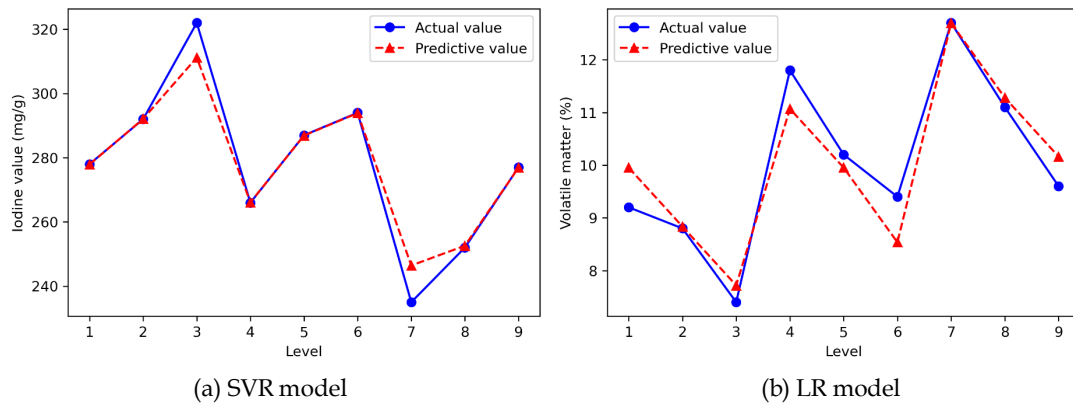 Actual value
Predictive value
320
300
280
260
240
Iodine value (mg/g)
1 2 3 4 5 6 7 8 9
Level
(a) SVR model
Actual value
Predictive value
12
11
10
9
8
Volatile matter (%)
1 2 3 4 5 6 7 8 9
Level
(b) LR model